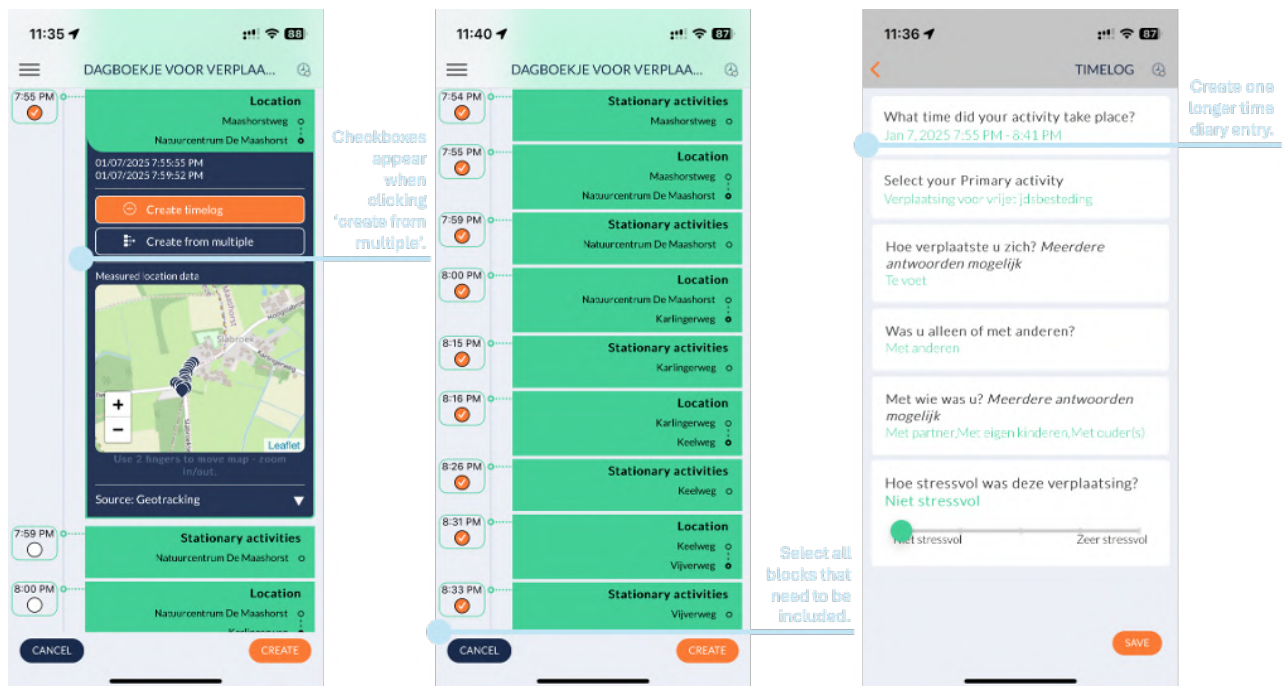 11:35
88
DAGBOEKJE VOOR VERPLAA...
7:55 PM
Location
Maashorstweg
Natuurcentrum De Maashorst
01/07/2025 7:55:55 PM
01/07/2025 7:59:52 PM
Create timelog
Create from multiple
Measured location data
Maashorst
Slabroek
Karlingerweg
+
−
Slabroekseweg
Leaflet
Use 2 fingers to move map - zoom
in/out.
Source: Geotracking
7:59 PM
Stationary activities
Natuurcentrum De Maashorst
8:00 PM
Location
Natuurcentrum De Maashorst
Karlingerweg
CANCEL
CREATE
Checkboxes
appear
when
clicking
‘create from
multiple’.
11:40
87
DAGBOEKJE VOOR VERPLAA...
7:54 PM
Stationary activities
Maashorstweg
7:55 PM
Location
Maashorstweg
Natuurcentrum De Maashorst
7:59 PM
Stationary activities
Natuurcentrum De Maashorst
8:00 PM
Location
Natuurcentrum De Maashorst
Karlingerweg
8:15 PM
Stationary activities
Karlingerweg
8:16 PM
Location
Karlingerweg
Keelweg
8:26 PM
Stationary activities
Keelweg
8:31 PM
Location
Keelweg
Vijverweg
8:33 PM
Stationary activities
Vijverweg
CANCEL
CREATE
Select all
blocks that
need to be
included.
11:36
87
TIMELOG
What time did your activity take place?
Jan 7, 2025 7:55 PM - 8:41 PM
Select your Primary activity
Verplaatsing voor vrijetijdsbesteding
Hoe verplaatste u zich? Meerdere
antwoorden mogelijk
Te voet
Was u alleen of met anderen?
Met anderen
Met wie was u? Meerdere antwoorden
mogelijk
Met partner,Met eigen kinderen,Met ouder(s)
Hoe stressvol was deze verplaatsing?
Niet stressvol
Niet stressvol
Zeer stressvol
SAVE
Create one
longer time
diary entry.